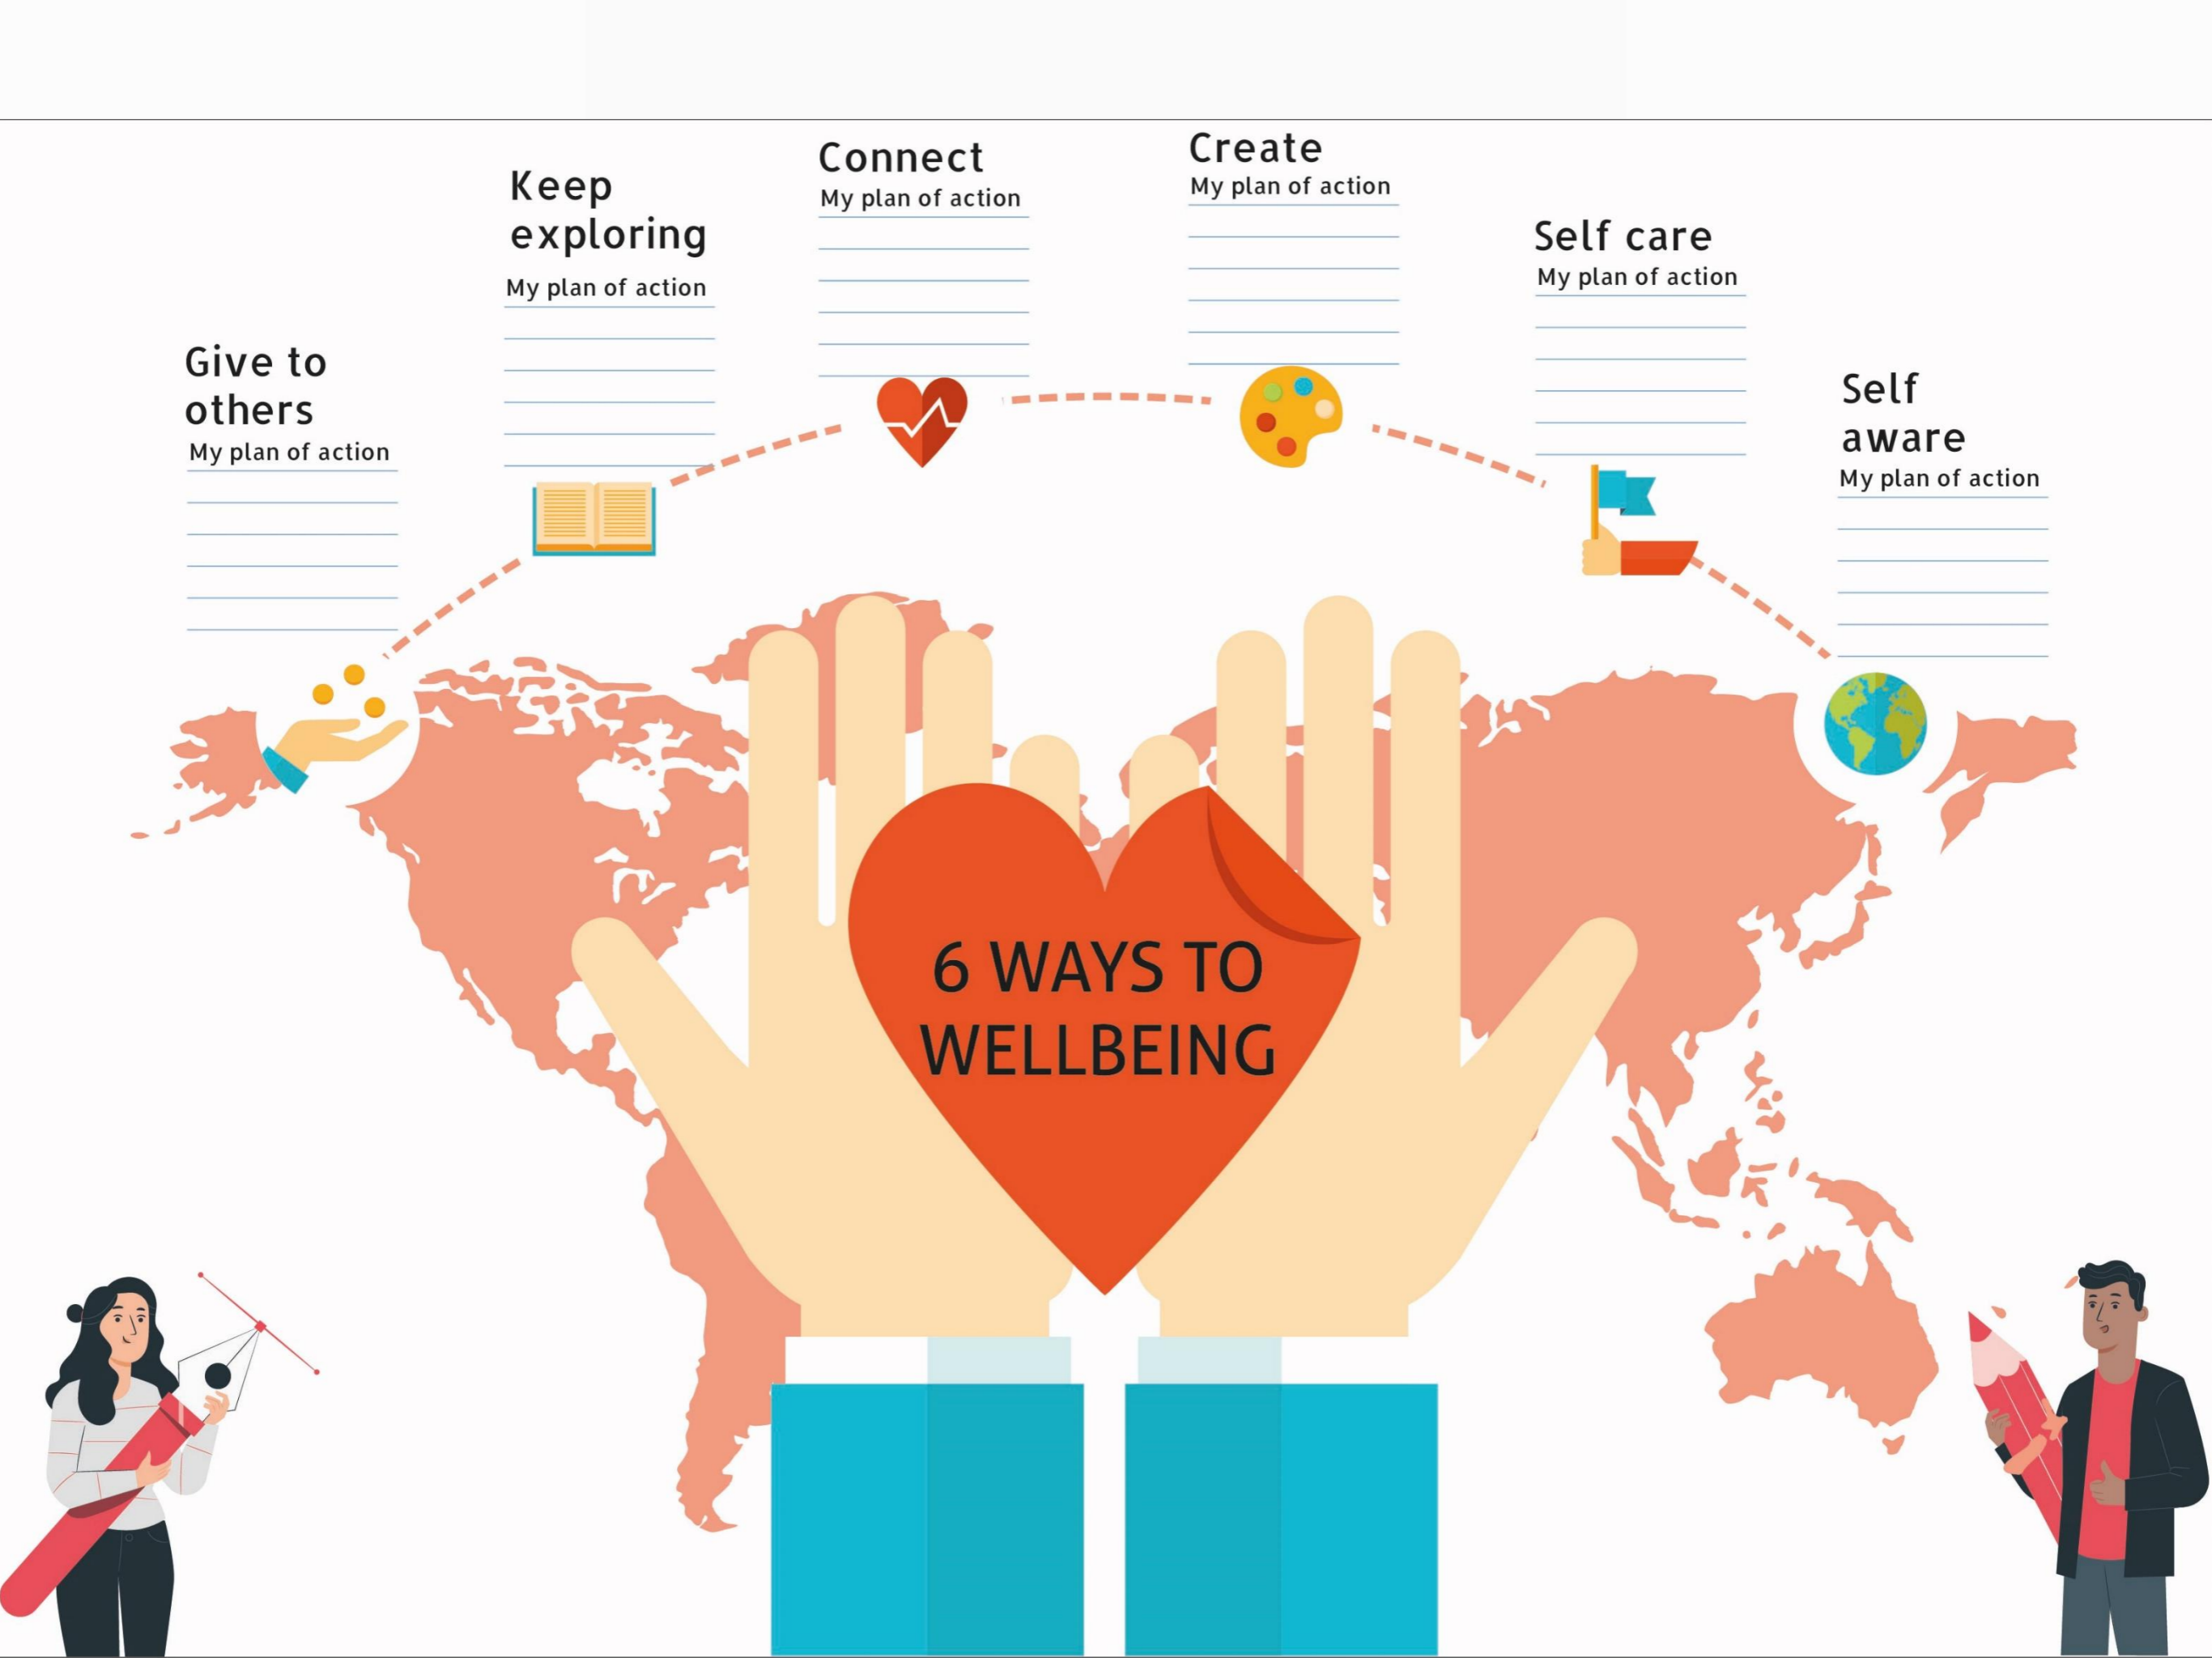 Give to
others
My plan of action
Keep
exploring
My plan of action
Connect
My plan of action
Create
My plan of action
Self care
My plan of action
Self
aware
My plan of action
6 WAYS TO
WELLBEING